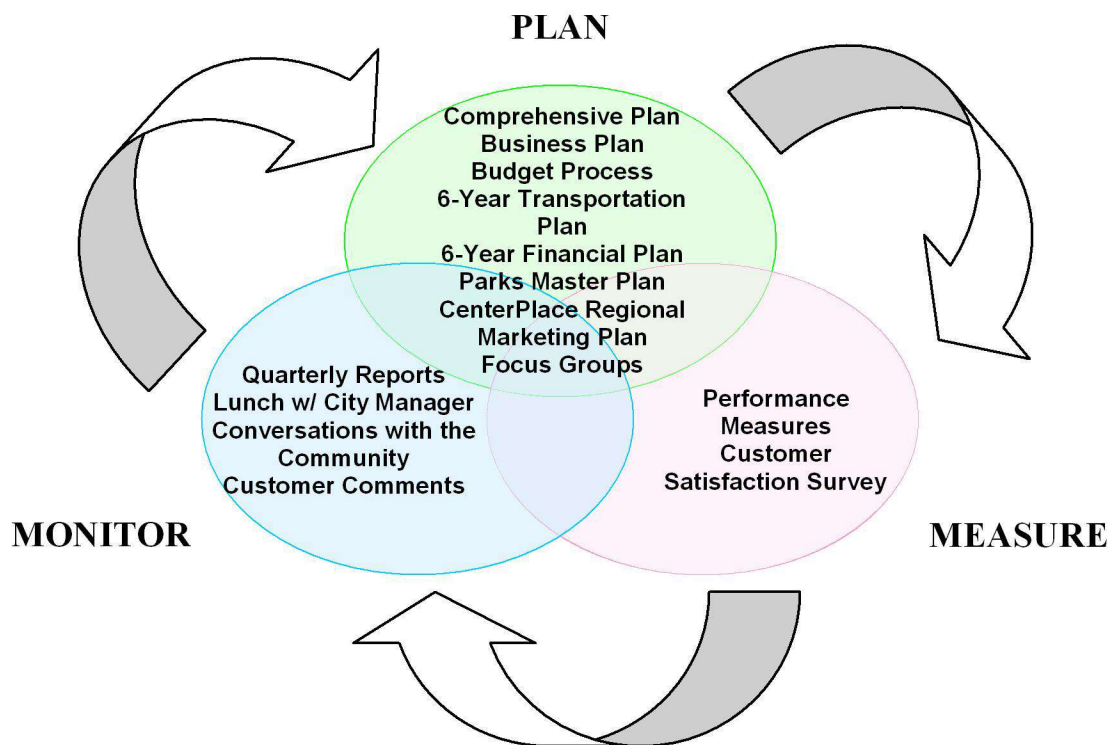 PLAN
Comprehensive Plan
Business Plan
Budget Process
6-Year Transportation
Plan
6-Year Financial Plan
Parks Master Plan
CenterPlace Regional
Marketing Plan
Focus Groups
Quarterly Reports
Lunch w/ City Manager
Conversations with the
Community
Customer Comments
Performance
Measures
Customer
Satisfaction Survey
MONITOR
MEASURE